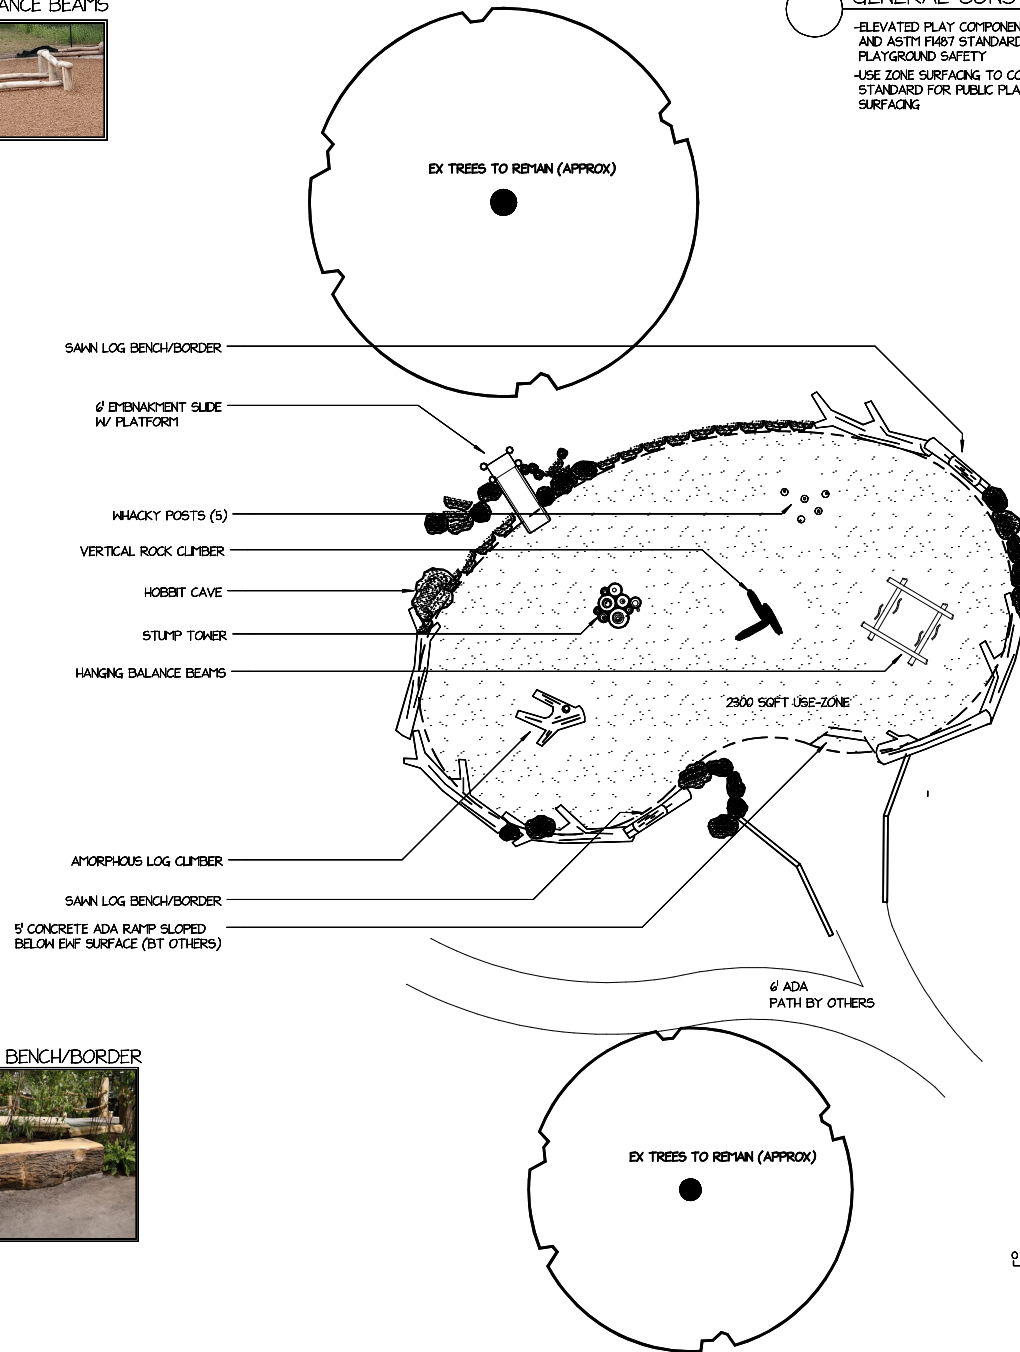 ANCE BEAMS
GENERAL CONS
-ELEVATED PLAY COMPONEN
AND ASTM F1487 STANDARD
PLAYGROUND SAFETY
-USE ZONE SURFACING TO CO
STANDARD FOR PUBLIC PLA
SURFACING
EX TREES TO REMAIN (APPROX)
SAWN LOG BENCH/BORDER
6' EMBNAKMENT SLIDE
W/ PLATFORM
WHACKY POSTS (5)
VERTICAL ROCK CLIMBER
HOBBIT CAVE
STUMP TOWER
HANGING BALANCE BEAMS
2300 SQFT USE-ZONE
AMORPHOUS LOG CLIMBER
SAWN LOG BENCH/BORDER
5' CONCRETE ADA RAMP SLOPED
BELOW EWF SURFACE (BT OTHERS)
6' ADA
PATH BY OTHERS
BENCH/BORDER
EX TREES TO REMAIN (APPROX)